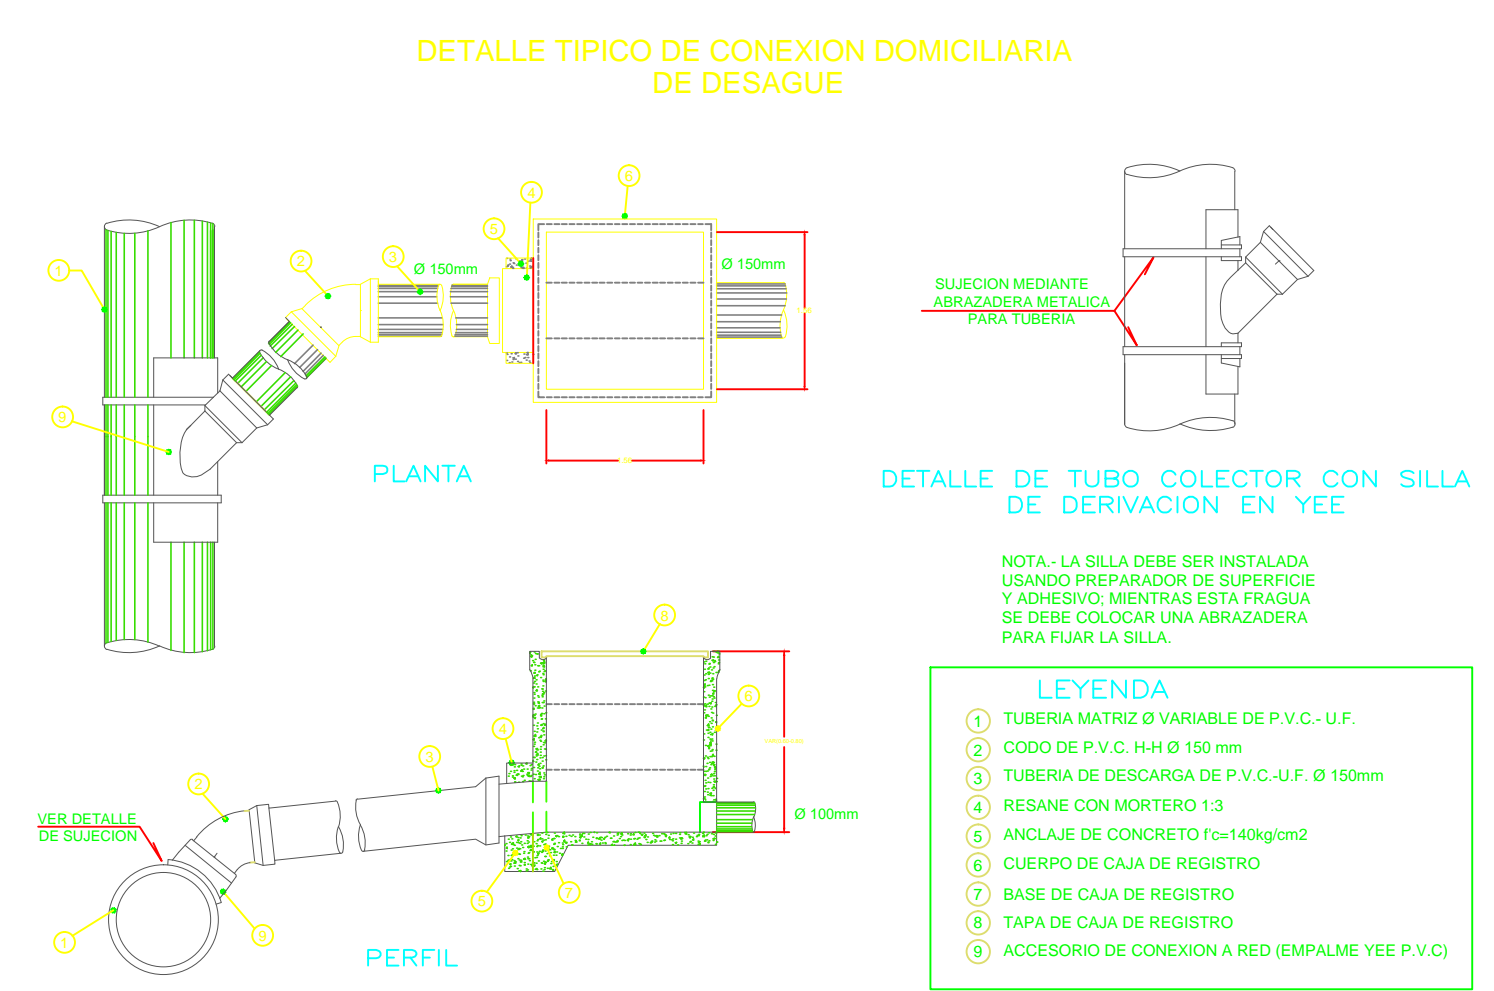 DETALLE TIPICO DE CONEXION DOMICILIARIA
DE DESAGUE
6
4
5
3
2
1
9
Ø 150mm
Ø 150mm
PLANTA
SUJECION MEDIANTE
ABRAZADERA METALICA
PARA TUBERIA
DETALLE DE TUBO COLECTOR CON SILLA
DE DERIVACION EN YEE
NOTA.- LA SILLA DEBE SER INSTALADA
USANDO PREPARADOR DE SUPERFICIE
Y ADHESIVO; MIENTRAS ESTA FRAGUA
SE DEBE COLOCAR UNA ABRAZADERA
PARA FIJAR LA SILLA.
8
6
4
3
2
VER DETALLE
DE SUJECION
Ø 100mm
5
7
1
9
PERFIL
LEYENDA
1 TUBERIA MATRIZ Ø VARIABLE DE P.V.C.- U.F.
2 CODO DE P.V.C. H-H Ø 150 mm
3 TUBERIA DE DESCARGA DE P.V.C.-U.F. Ø 150mm
4 RESANE CON MORTERO 1:3
5 ANCLAJE DE CONCRETO f'c=140kg/cm2
6 CUERPO DE CAJA DE REGISTRO
7 BASE DE CAJA DE REGISTRO
8 TAPA DE CAJA DE REGISTRO
9 ACCESORIO DE CONEXION A RED (EMPALME YEE P.V.C)